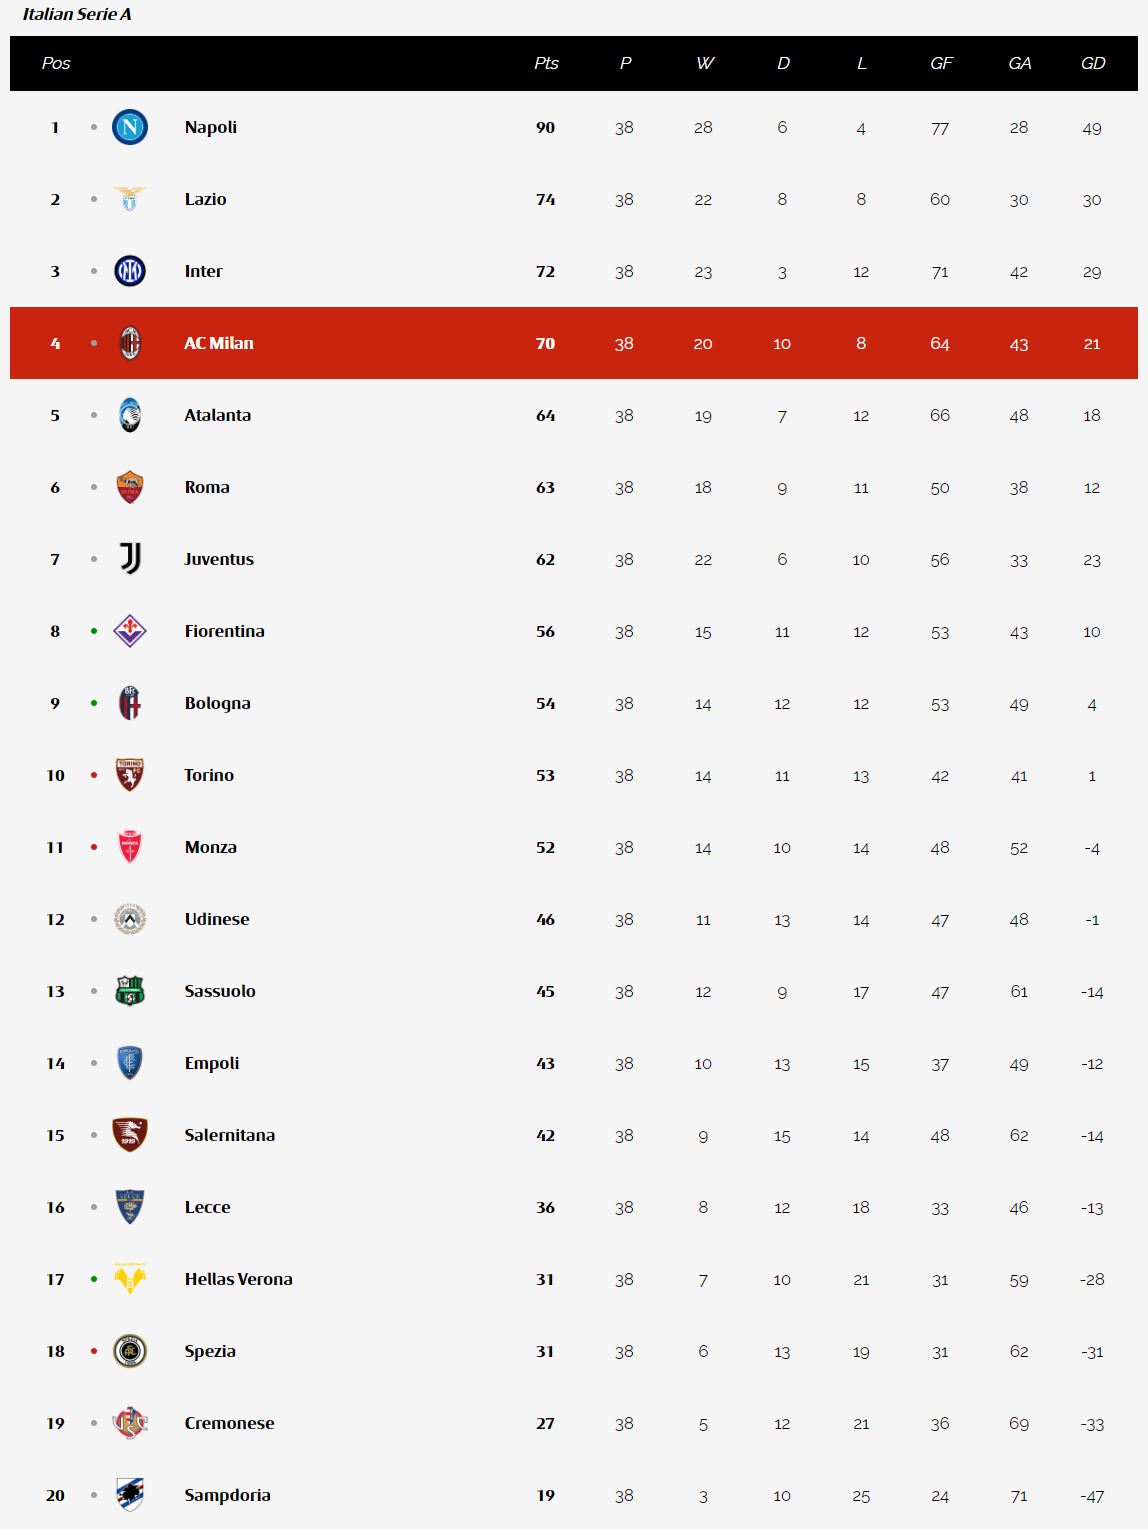 Italian Serie A
Pos Pts P W D L GF GA GD
1 Napoli 90 38 28 6 4 77 28 49
2 Lazio 74 38 22 8 8 60 30 30
3 Inter 72 38 23 3 12 71 42 29
4 AC Milan 70 38 20 10 8 64 43 21
5 Atalanta 64 38 19 7 12 66 48 18
6 Roma 63 38 18 9 11 50 38 12
7 Juventus 62 38 22 6 10 56 33 23
8 Fiorentina 56 38 15 11 12 53 43 10
9 Bologna 54 38 14 12 12 53 49 4
10 Torino 53 38 14 11 13 42 41 1
11 Monza 52 38 14 10 14 48 52 -4
12 Udinese 46 38 11 13 14 47 48 -1
13 Sassuolo 45 38 12 9 17 47 61 -14
14 Empoli 43 38 10 13 15 37 49 -12
15 Salernitana 42 38 9 15 14 48 62 -14
16 Lecce 36 38 8 12 18 33 46 -13
17 Hellas Verona 31 38 7 10 21 31 59 -28
18 Spezia 31 38 6 13 19 31 62 -31
19 Cremonese 27 38 5 12 21 36 69 -33
20 Sampdoria 19 38 3 10 25 24 71 -47